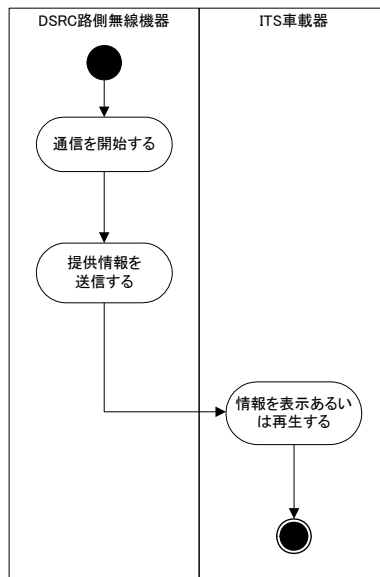 DSRC路側無線機器
ITS車載器
通信を開始する
提供情報を
送信する
情報を表示あるい
は再生する